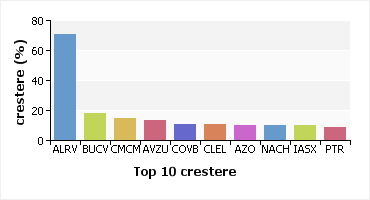 80
60
40
20
0
crestere (%)
ALRV BUCV CMCM AVZU COVB CLEL AZO NACH IASX PTR
Top 10 crestere